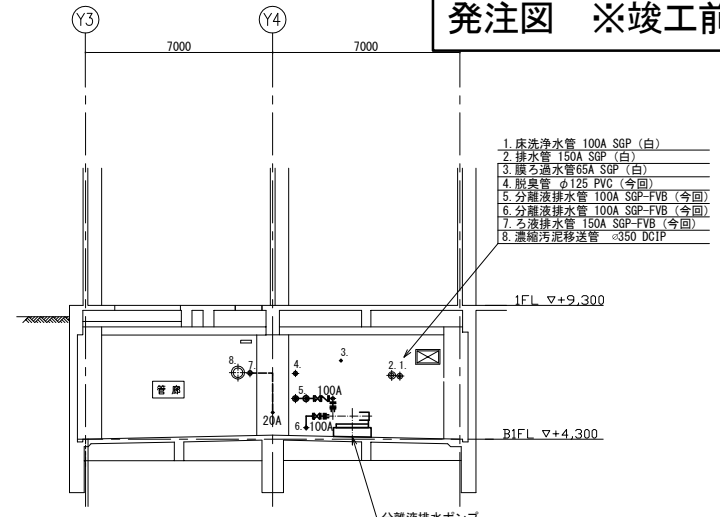 発注図 ※竣工前
Y3
Y4
7000
7000
1. 床洗浄水管 100A SGP（白）
2. 排水管 150A SGP（白）
3. 膜ろ過水管65A SGP（白）
4. 脱臭管 φ125 PVC（今回）
5. 分離液排水管 100A SGP-FVB（今回）
6. 分離液排水管 100A SGP-FVB（今回）
7. ろ液排水管 150A SGP-FVB（今回）
8. 濃縮汚泥移送管 ∅350 DCIP
1FL ▽+9,300
8.
7.
4.
3.
2.
1.
管廊
5.
100A
20A
6.
100A
B1FL ▽+4,300
分離液排水ポンプ